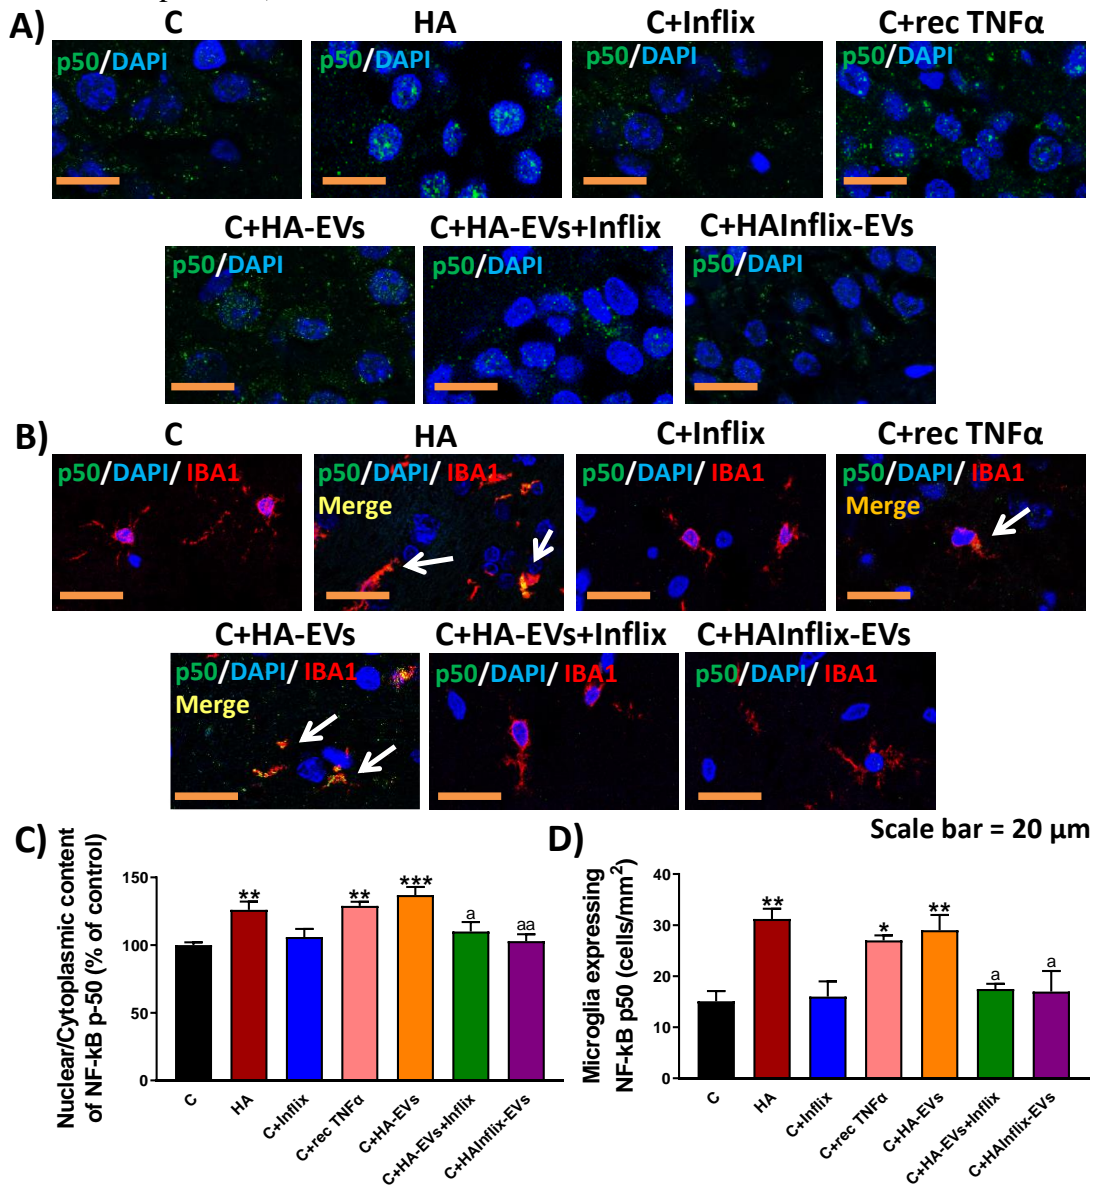 A)
C
HA
C+Inflix
C+rec TNFα
p50/DAPI
p50/DAPI
p50/DAPI
p50/DAPI
C+HA-EVs
C+HA-EVs+Inflix
C+HAInflix-EVs
p50/DAPI
p50/DAPI
p50/DAPI
B)
C
HA
C+Inflix
C+rec TNFα
p50/DAPI/ IBA1
p50/DAPI/ IBA1
Merge
p50/DAPI/ IBA1
p50/DAPI/ IBA1
Merge
C+HA-EVs
C+HA-EVs+Inflix
C+HAInflix-EVs
p50/DAPI/ IBA1
Merge
p50/DAPI/ IBA1
p50/DAPI/ IBA1
Scale bar = 20 µm
C)
Nuclear/Cytoplasmic content
of NF-kB p-50 (% of control)
150
100
50
0
**
**
***
a
aa
C
HA
C+Inflix
C+rec TNFα
C+HA-EVs
C+HA-EVs+Inflix
C+HAInflix-EVs
D)
Microglia expressing
NF-kB p50 (cells/mm²)
40
30
20
10
0
**
*
**
a
a
C
HA
C+Inflix
C+rec TNFα
C+HA-EVs
C+HA-EVs+Inflix
C+HAInflix-EVs